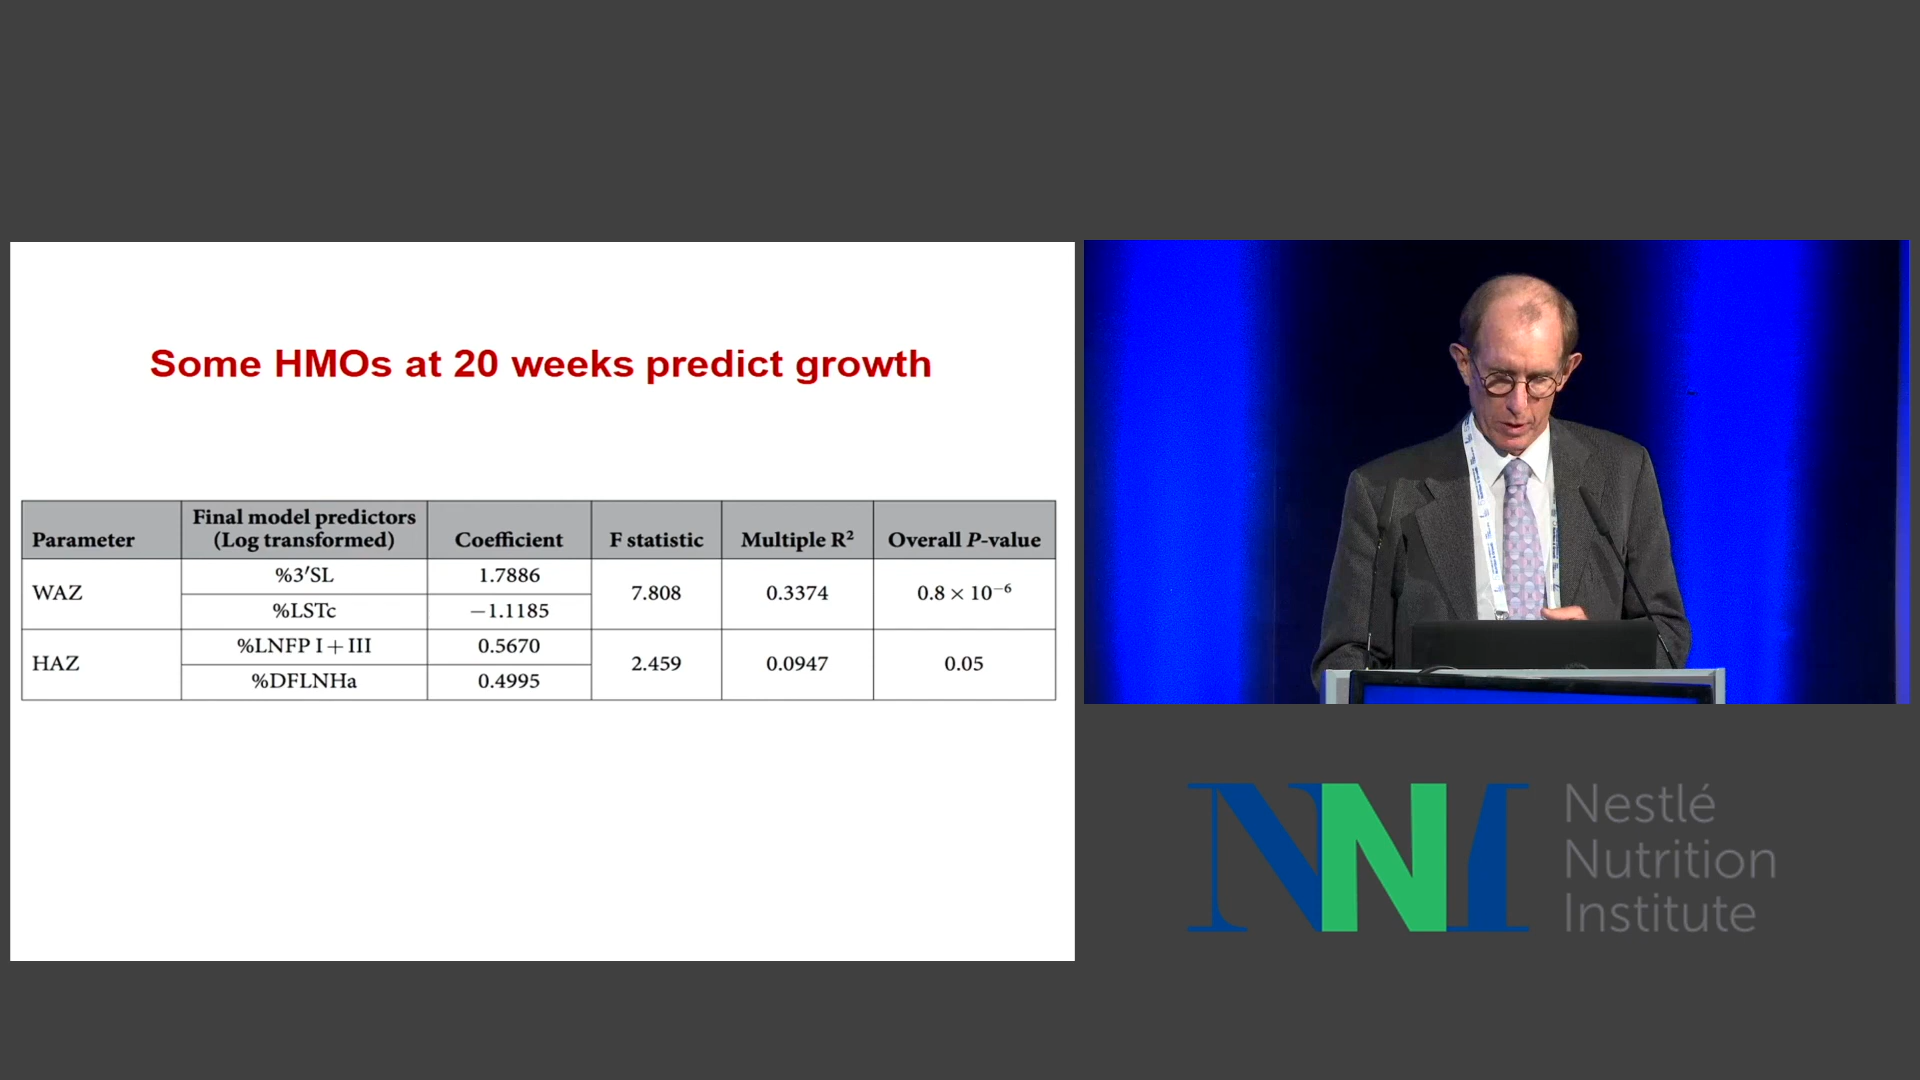 Some HMOs at 20 weeks predict growth
Parameter
Final model predictors
(Log transformed)
Coefficient
F statistic
Multiple R²
Overall P-value
WAZ
%3′SL
1.7886
7.808
0.3374
0.8 × 10⁻⁶
%LSTc
−1.1185
HAZ
%LNFP I + III
0.5670
2.459
0.0947
0.05
%DFLNHa
0.4995
NNI
Nestlé
Nutrition
Institute